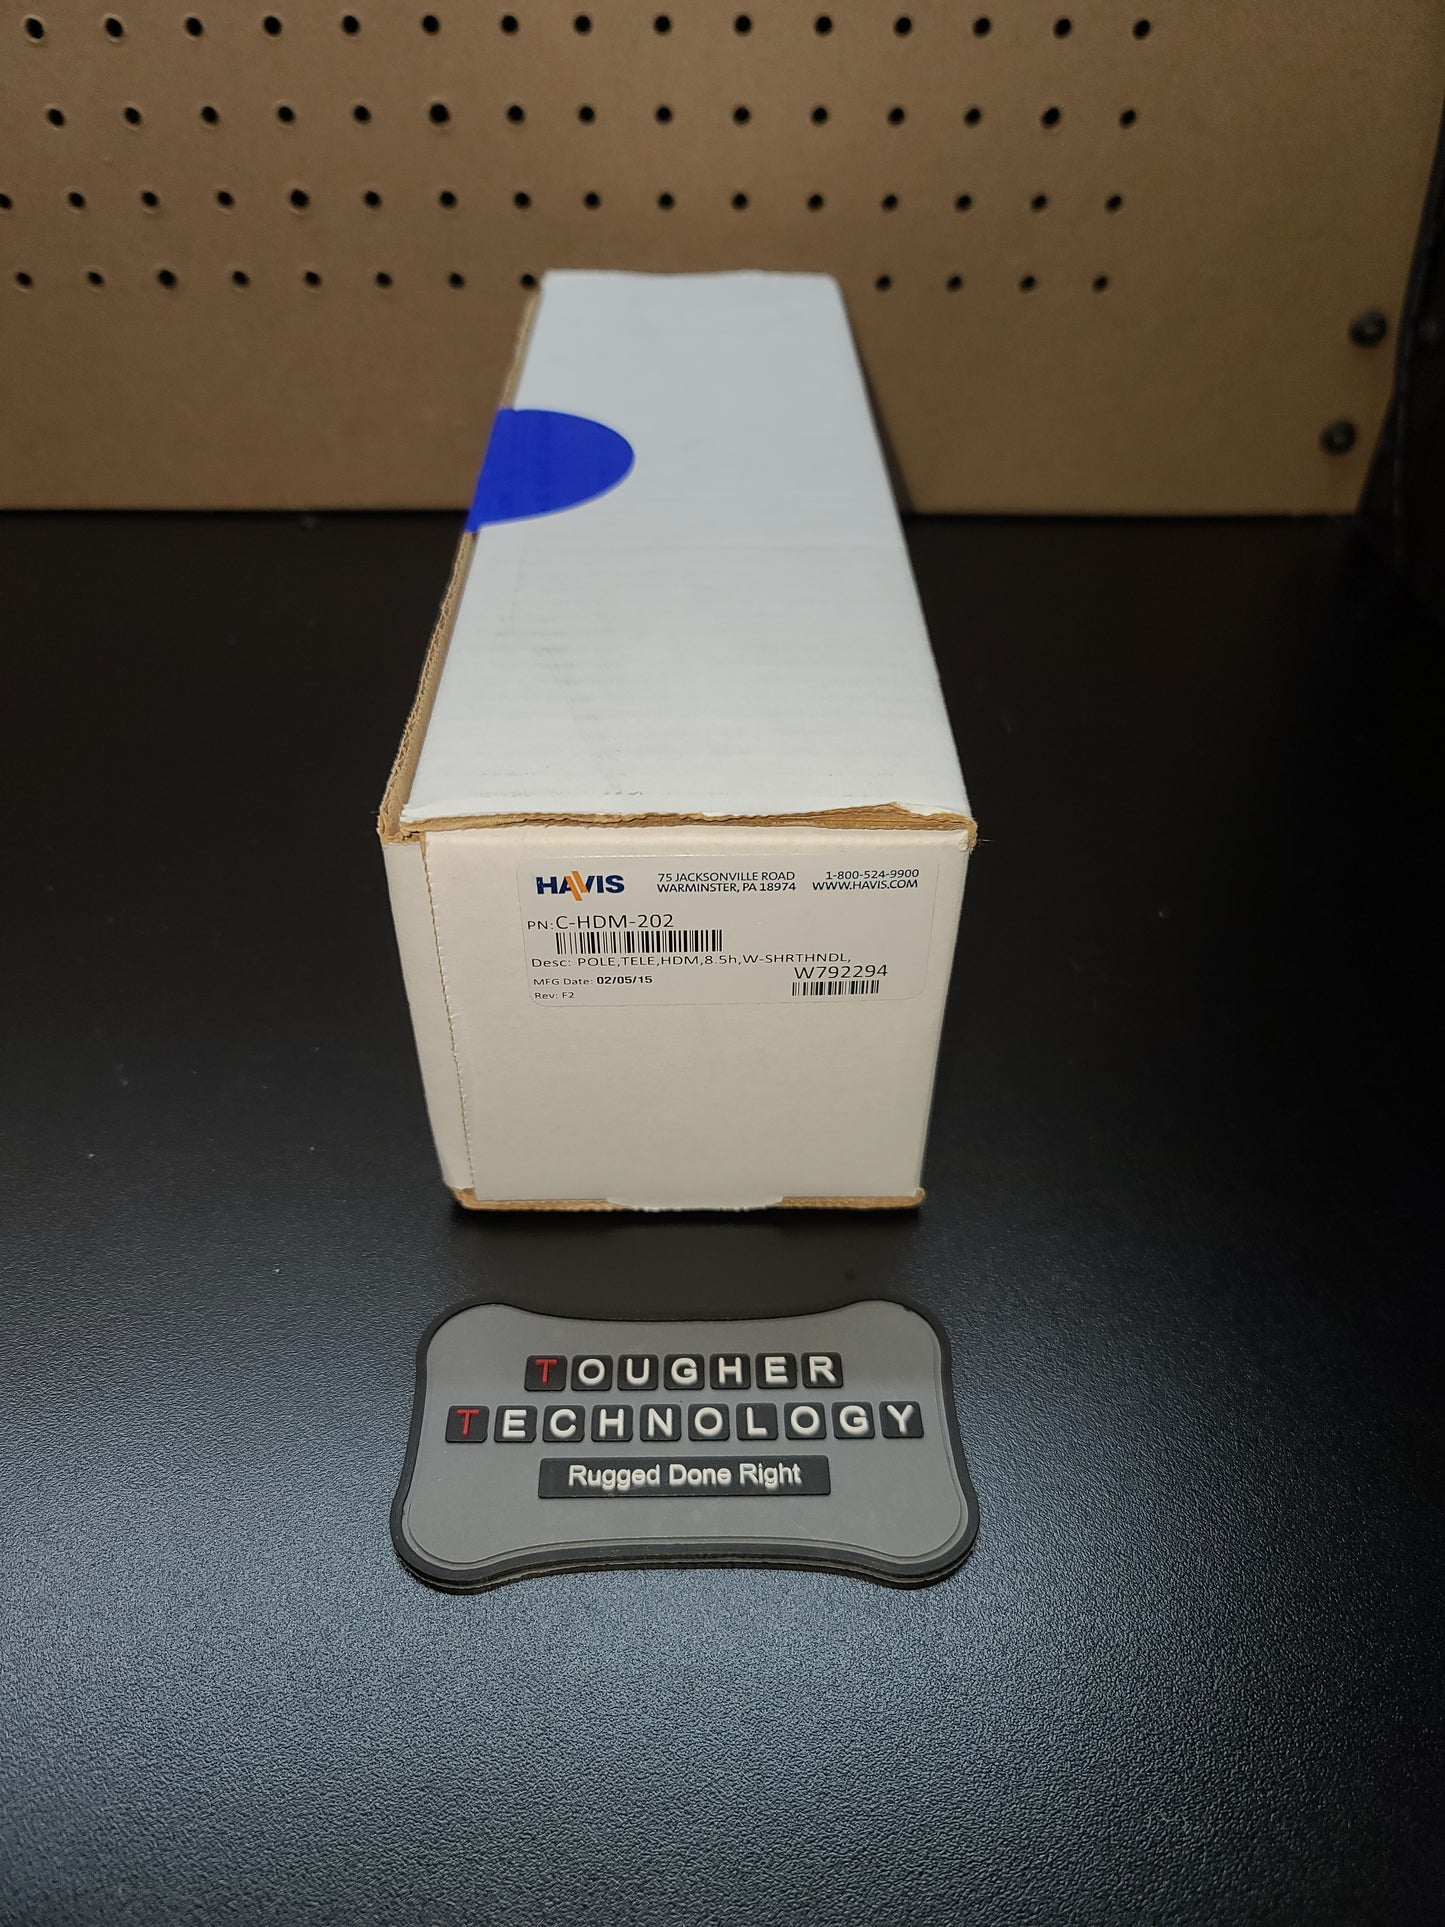 HAVIS
75 JACKSONVILLE ROAD
WARMINSTER, PA 18974
1-800-524-9900
WWW.HAVIS.COM
PN:C-HDM-202
Desc: POLE,TELE,HDM,8.5h,W-SHRTHNDL,
MFG Date: 02/05/15
W792294
Rev: F2
TOUGHER
TECHNOLOGY
Rugged Done Right